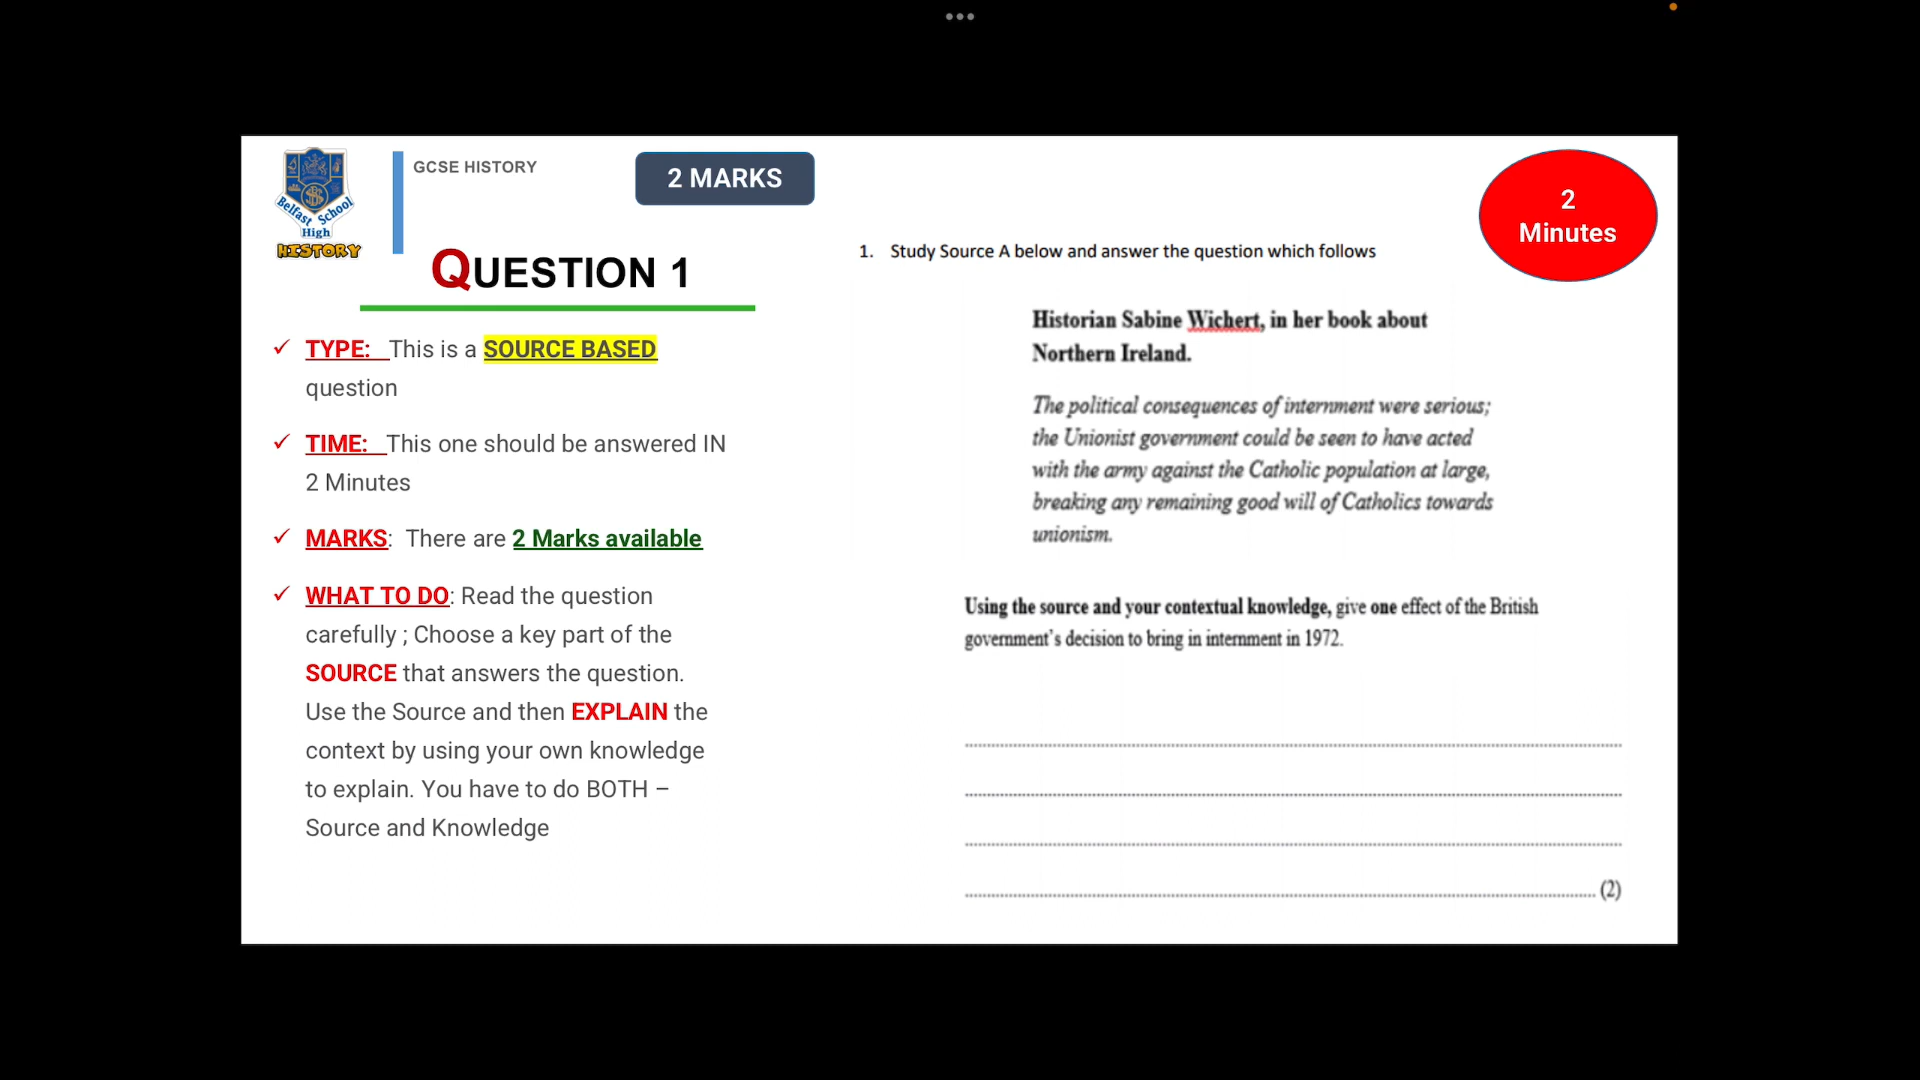 GCSE HISTORY
2 MARKS
Belfast School
High
HISTORY
QUESTION 1
2
Minutes
✓ TYPE: This is a SOURCE BASED
question
✓ TIME: This one should be answered IN
2 Minutes
✓ MARKS: There are 2 Marks available
✓ WHAT TO DO: Read the question
carefully ; Choose a key part of the
SOURCE that answers the question.
Use the Source and then EXPLAIN the
context by using your own knowledge
to explain. You have to do BOTH –
Source and Knowledge
1. Study Source A below and answer the question which follows
Historian Sabine Wichert, in her book about
Northern Ireland.
The political consequences of internment were serious;
the Unionist government could be seen to have acted
with the army against the Catholic population at large,
breaking any remaining good will of Catholics towards
unionism.
Using the source and your contextual knowledge, give one effect of the British
government's decision to bring in internment in 1972.
(2)